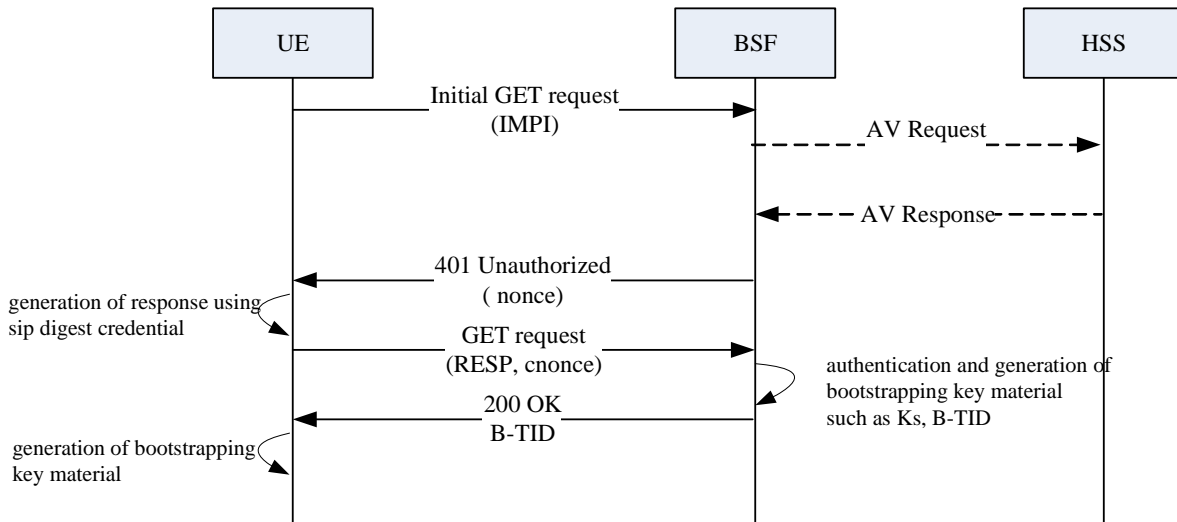 UE
BSF
HSS
Initial GET request
(IMPI)
AV Request
AV Response
401 Unauthorized
( nonce)
generation of response using
sip digest credential
GET request
(RESP, cnonce)
authentication and generation of
bootstrapping key material
such as Ks, B-TID
200 OK
B-TID
generation of bootstrapping
key material